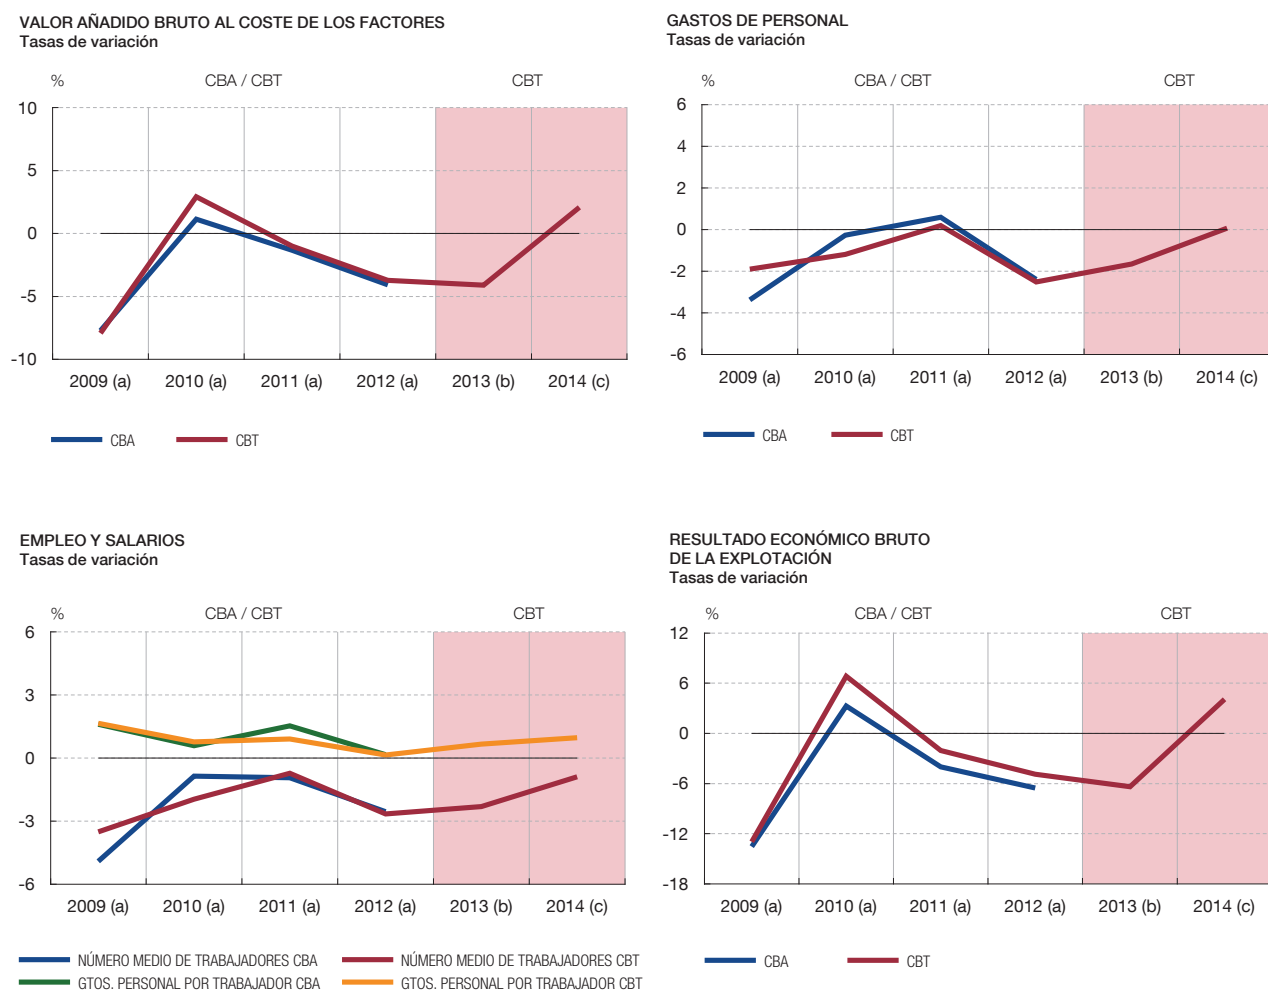 VALOR AÑADIDO BRUTO AL COSTE DE LOS FACTORES
Tasas de variación
% CBA / CBT CBT
10
5
0
-5
-10
2009 (a) 2010 (a) 2011 (a) 2012 (a) 2013 (b) 2014 (c)
CBA CBT
GASTOS DE PERSONAL
Tasas de variación
% CBA / CBT CBT
6
4
2
0
-2
-4
-6
2009 (a) 2010 (a) 2011 (a) 2012 (a) 2013 (b) 2014 (c)
CBA CBT
EMPLEO Y SALARIOS
Tasas de variación
% CBA / CBT CBT
6
3
0
-3
-6
2009 (a) 2010 (a) 2011 (a) 2012 (a) 2013 (b) 2014 (c)
NÚMERO MEDIO DE TRABAJADORES CBA NÚMERO MEDIO DE TRABAJADORES CBT
GTOS. PERSONAL POR TRABAJADOR CBA GTOS. PERSONAL POR TRABAJADOR CBT
RESULTADO ECONÓMICO BRUTO
DE LA EXPLOTACIÓN
Tasas de variación
% CBA / CBT CBT
12
6
0
-6
-12
-18
2009 (a) 2010 (a) 2011 (a) 2012 (a) 2013 (b) 2014 (c)
CBA CBT